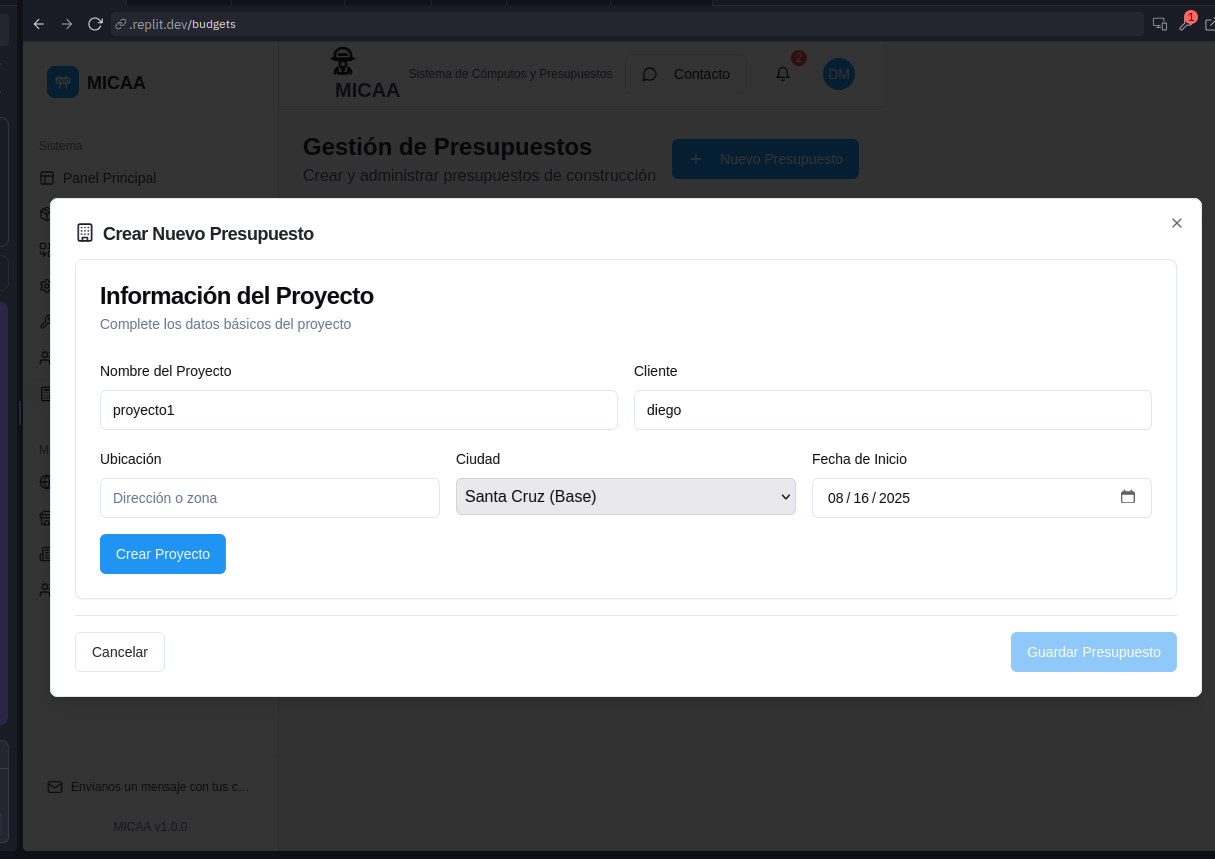 .replit.dev/budgets
1
MICAA
MICAA
Sistema de Cómputos y Presupuestos
Contacto
2
DM
Sistema
Panel Principal
Gestión de Presupuestos
Crear y administrar presupuestos de construcción
+ Nuevo Presupuesto
Crear Nuevo Presupuesto
Información del Proyecto
Complete los datos básicos del proyecto
Nombre del Proyecto
Cliente
proyecto1
diego
Ubicación
Ciudad
Fecha de Inicio
Dirección o zona
Santa Cruz (Base)
08/16/2025
Crear Proyecto
Cancelar
Guardar Presupuesto
M
Envíanos un mensaje con tus c...
MICAA v1.0.0